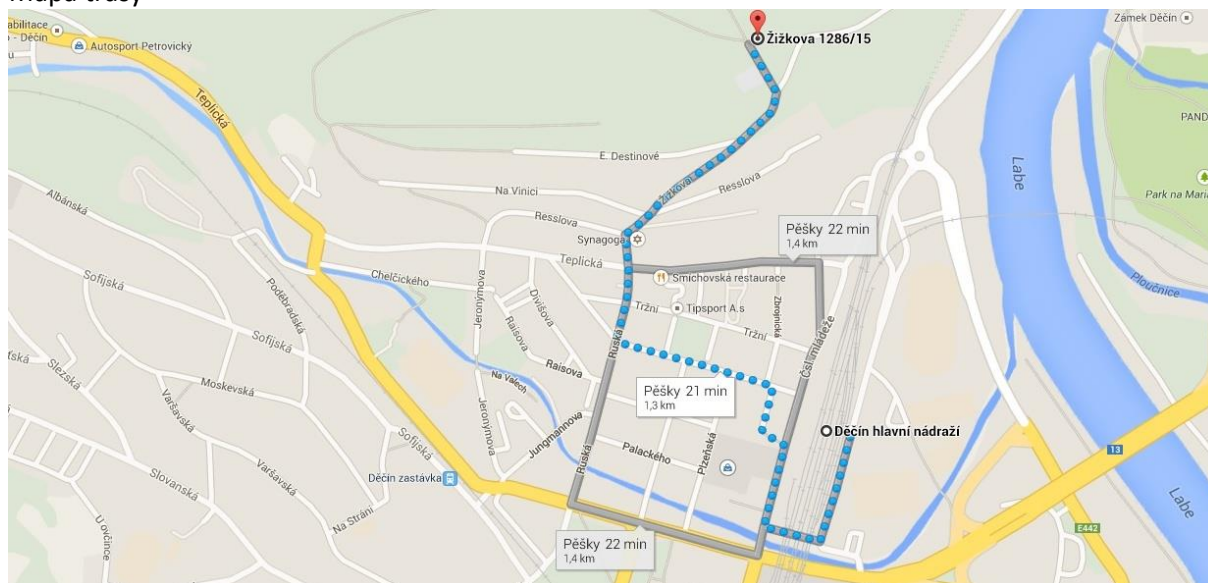 Mapa trasy
abilitace
- Děčín
Autosport Petrovický
Žižkova 1286/15
Zámek Děčín
Teplická
PAND
Labe
E. Destinové
Na Vinici
Resslova
Žižkova
Albánská
Resslova
Park na Maria
Synagoga
Pěšky 22 min
1,4 km
Teplická
Chelčického
Smíchovská restaurace
Ploučnice
Sofijská
Poděbradská
Jeronýmova
Divišova
Raisova
Tržní
Tipsport A.s
Zbrojnická
Tržní
Čsl. mládeže
Ruská
Sofijská
Slezská
Moskevská
Raisova
Na Valech
Pěšky 21 min
1,3 km
Varšavská
Jeronýmova
Jungmannova
Děčín hlavní nádraží
Sofijská
Palackého
Plzeňská
13
Ruská
Slovanská
Varšavská
Děčín zastávka
Labe
Na Stráni
U ovčince
E442
Pěšky 22 min
1,4 km